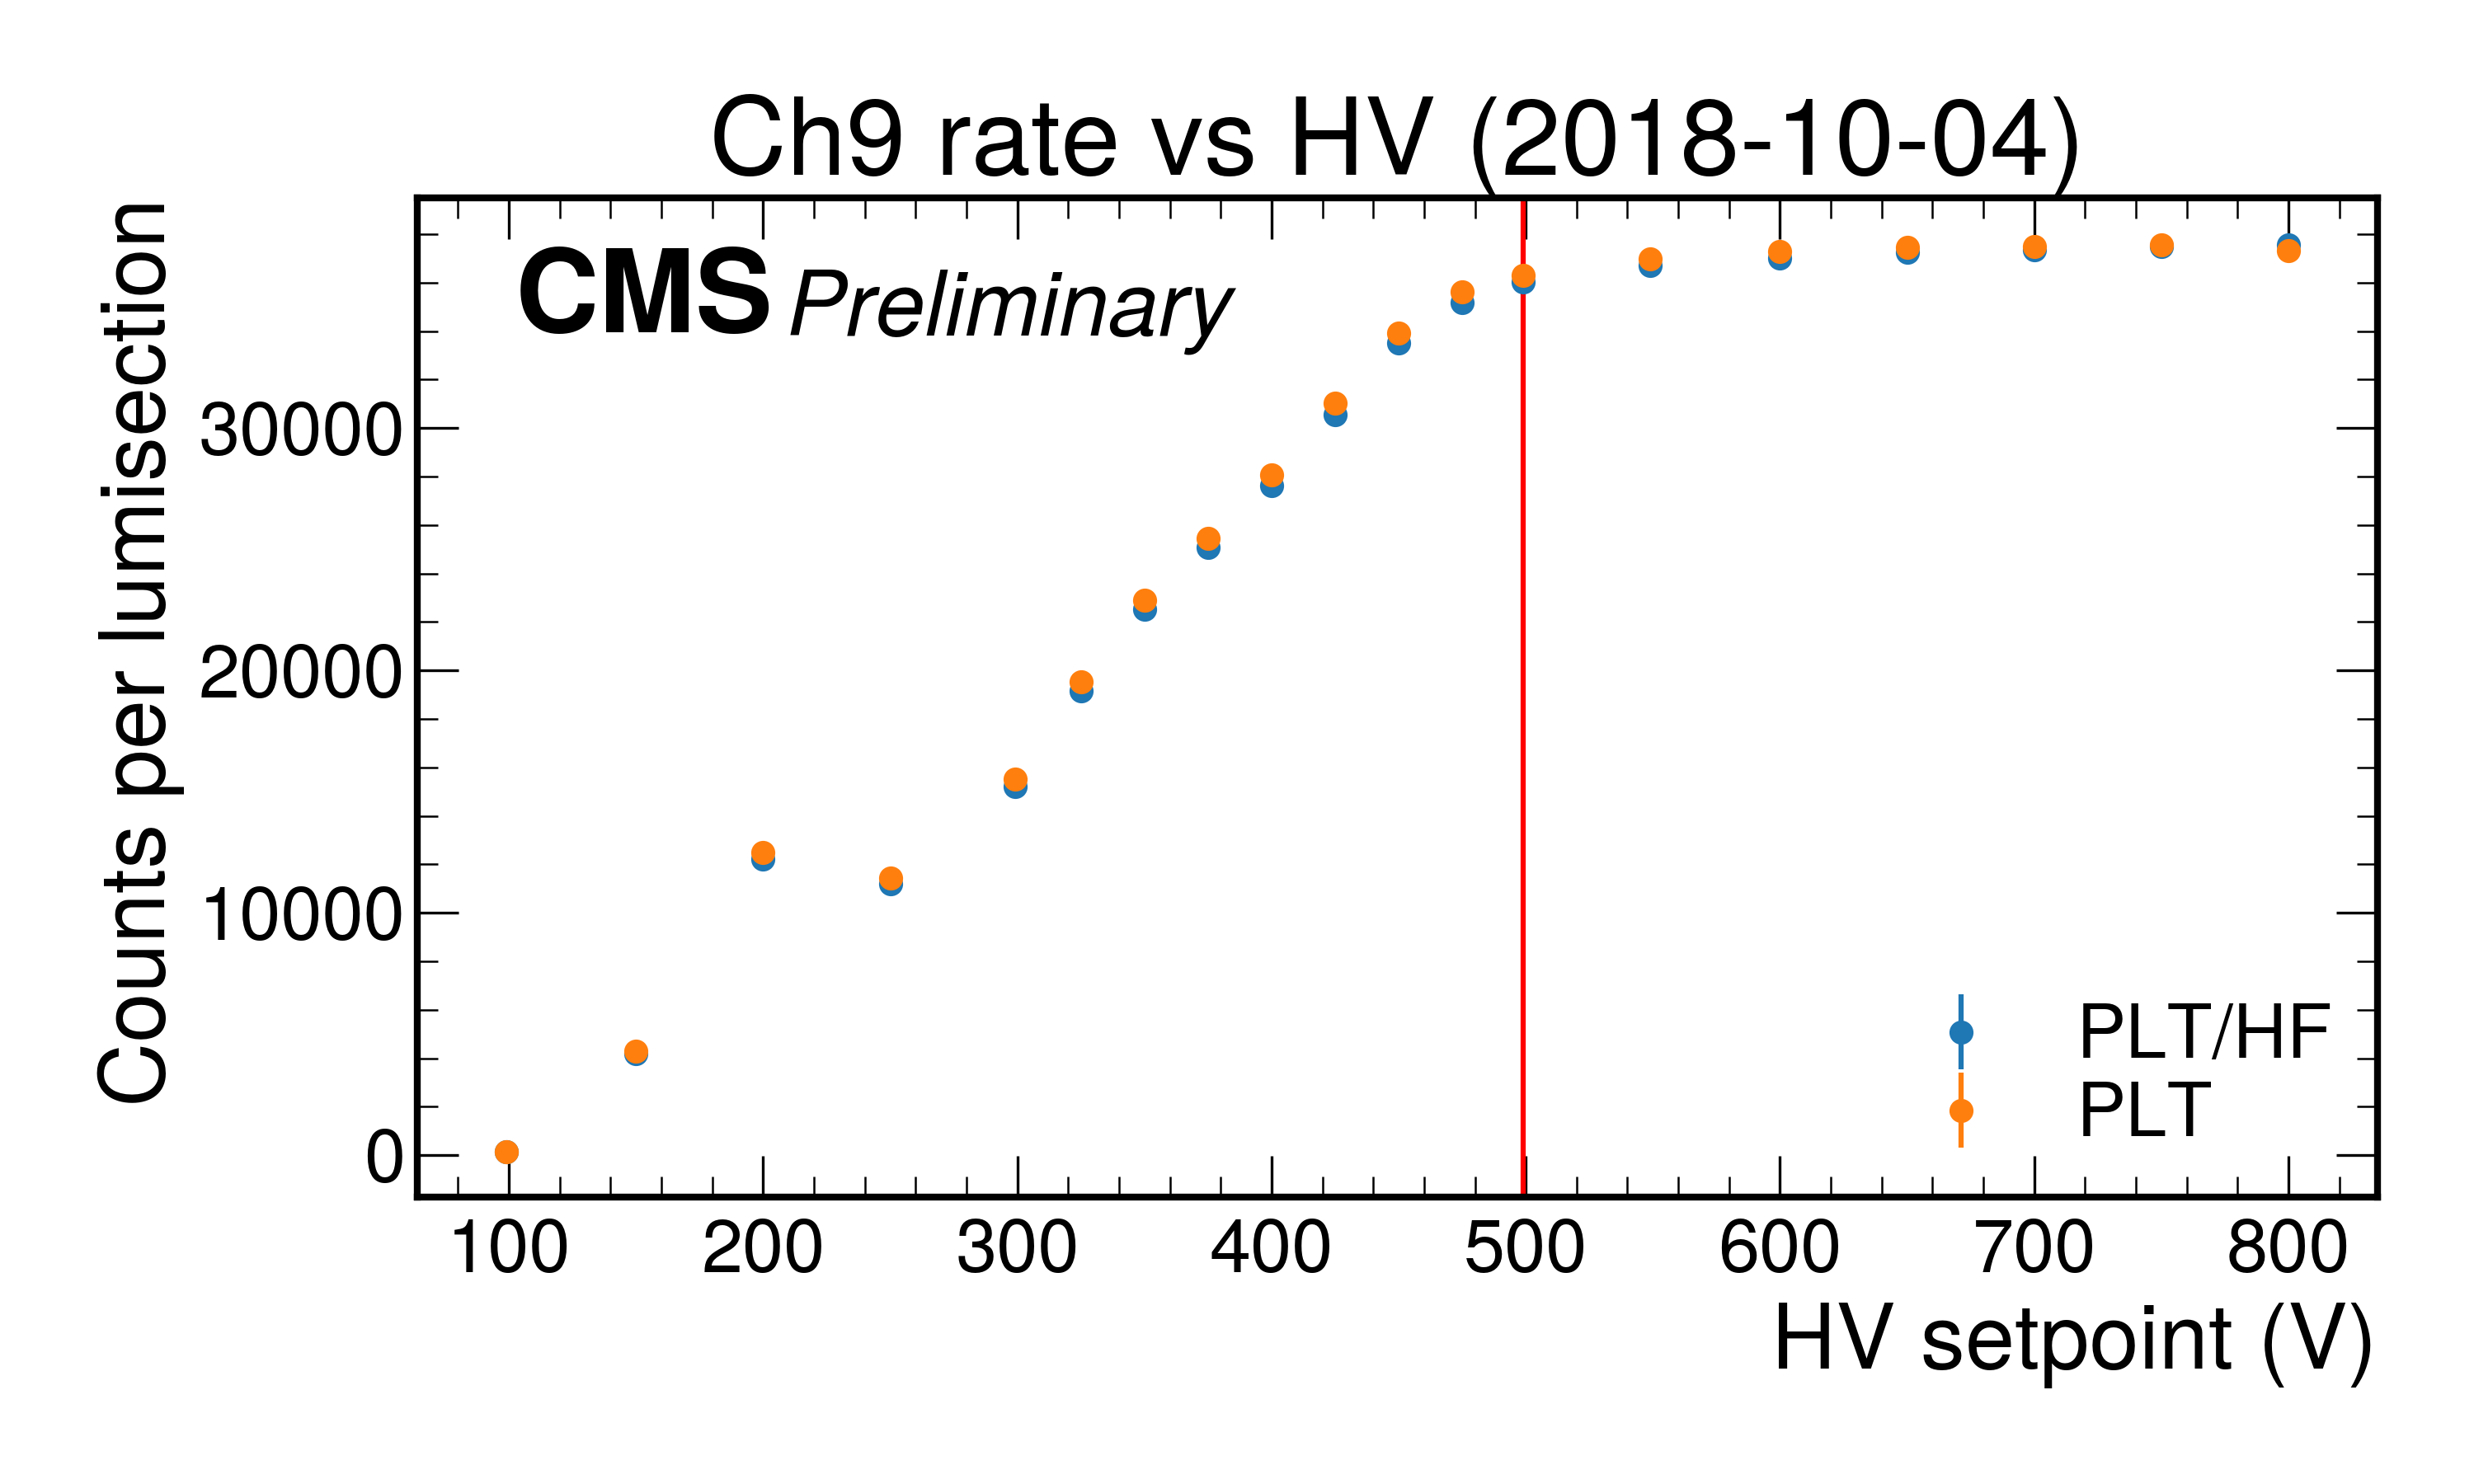 Ch9 rate vs HV (2018-10-04)
CMS Preliminary
Counts per lumisection
30000
20000
10000
0
PLT/HF
PLT
100 200 300 400 500 600 700 800
HV setpoint (V)